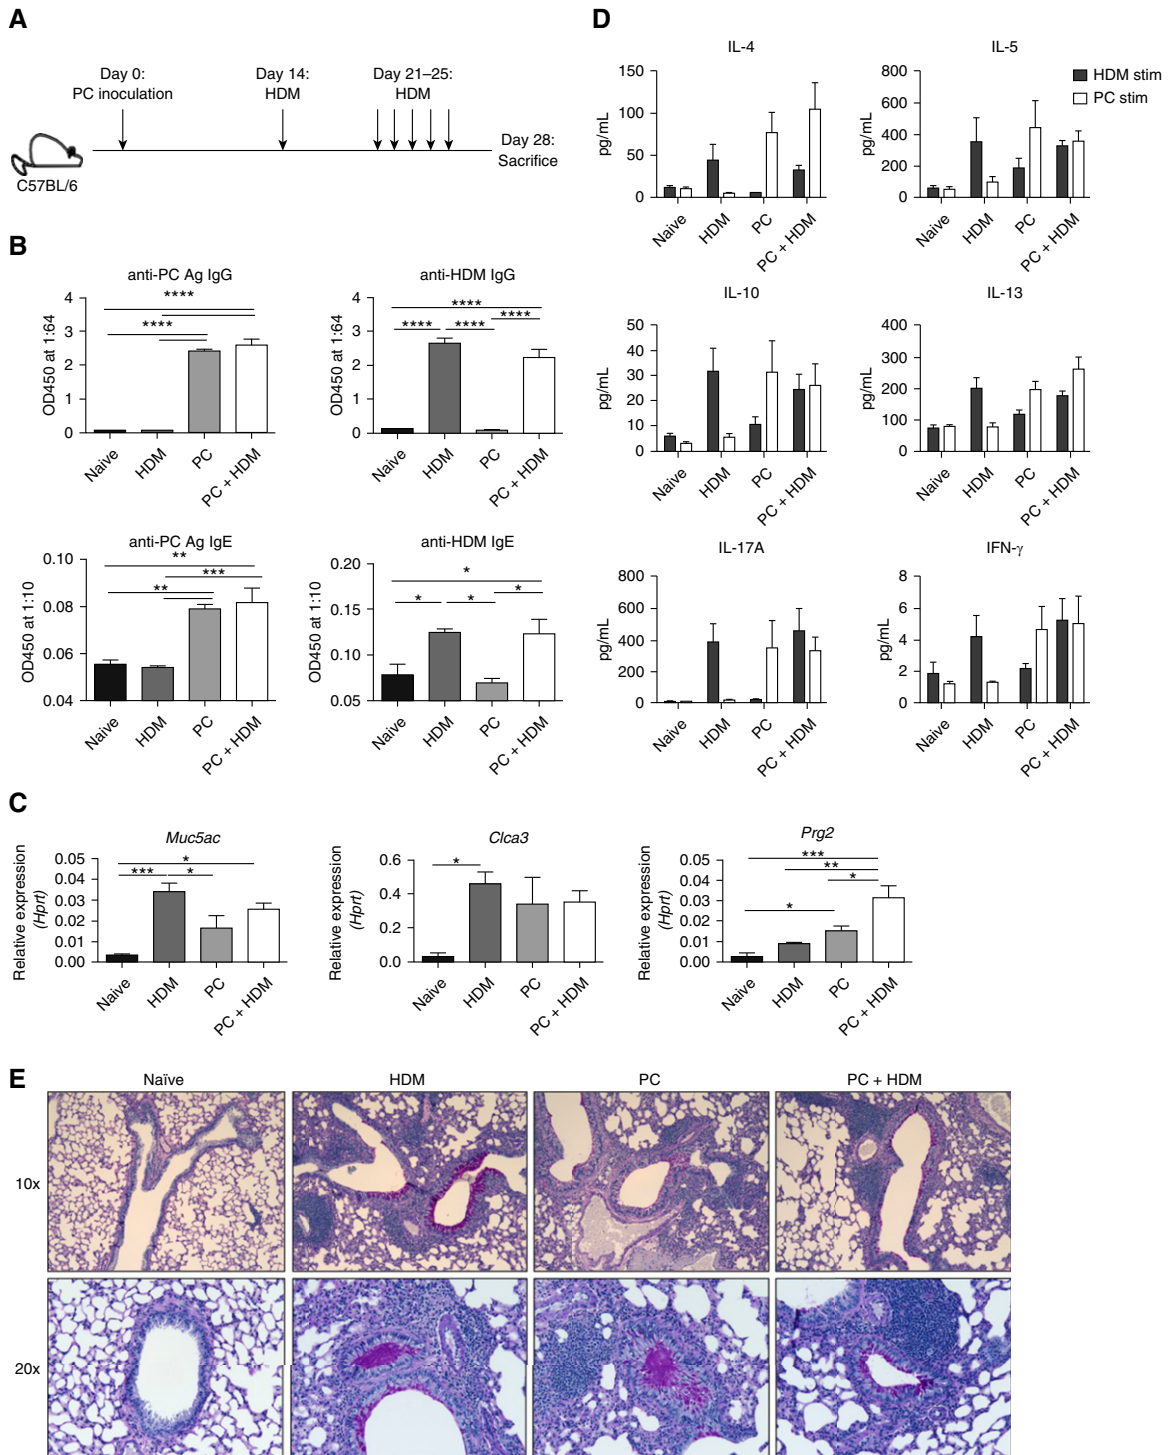 A
Day 0:
PC inoculation
Day 14:
HDM
Day 21–25:
HDM
Day 28:
Sacrifice
C57BL/6
B
anti-PC Ag IgG
OD450 at 1:64
4
3
2
1
0
****
****
Naive
HDM
PC
PC + HDM
anti-HDM IgG
OD450 at 1:64
4
3
2
1
0
****
**** **** ****
Naive
HDM
PC
PC + HDM
anti-PC Ag IgE
OD450 at 1:10
0.10
0.08
0.06
0.04
**
***
**
Naive
HDM
PC
PC + HDM
anti-HDM IgE
OD450 at 1:10
0.20
0.15
0.10
0.05
*
* * *
Naive
HDM
PC
PC + HDM
C
Muc5ac
Relative expression
(Hprt)
0.05
0.04
0.03
0.02
0.01
0.00
*
*** *
Naive
HDM
PC
PC + HDM
Clca3
Relative expression
(Hprt)
0.6
0.4
0.2
0.0
*
Naive
HDM
PC
PC + HDM
Prg2
Relative expression
(Hprt)
0.05
0.04
0.03
0.02
0.01
0.00
***
**
*
*
Naive
HDM
PC
PC + HDM
D
IL-4
pg/mL
150
100
50
0
Naive
HDM
PC
PC + HDM
IL-5
pg/mL
800
600
400
200
0
Naive
HDM
PC
PC + HDM
HDM stim
PC stim
IL-10
pg/mL
50
40
30
20
10
0
Naive
HDM
PC
PC + HDM
IL-13
pg/mL
400
300
200
100
0
Naive
HDM
PC
PC + HDM
IL-17A
pg/mL
800
600
400
200
0
Naive
HDM
PC
PC + HDM
IFN-γ
pg/mL
8
6
4
2
0
Naive
HDM
PC
PC + HDM
E
Naïve
HDM
PC
PC + HDM
10x
20x